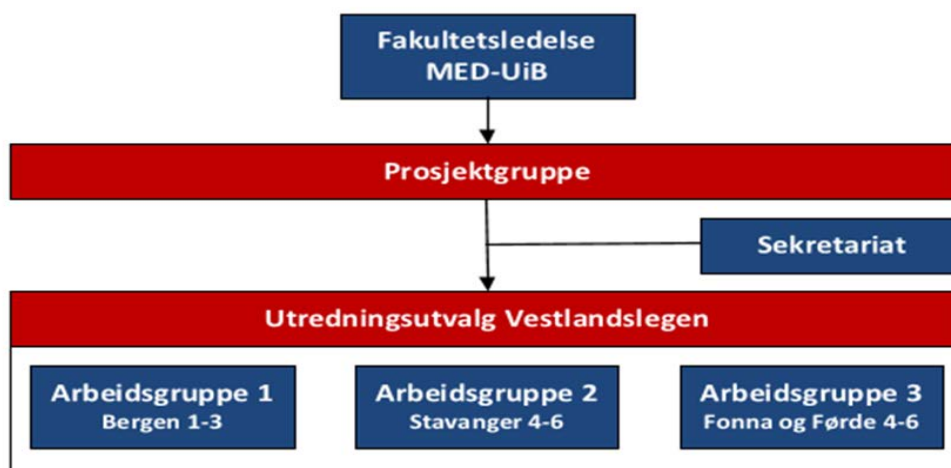 Fakultetsledelse
MED-UiB
Prosjektgruppe
Sekretariat
Utredningsutvalg Vestlandslegen
Arbeidsgruppe 1
Bergen 1-3
Arbeidsgruppe 2
Stavanger 4-6
Arbeidsgruppe 3
Fonna og Førde 4-6